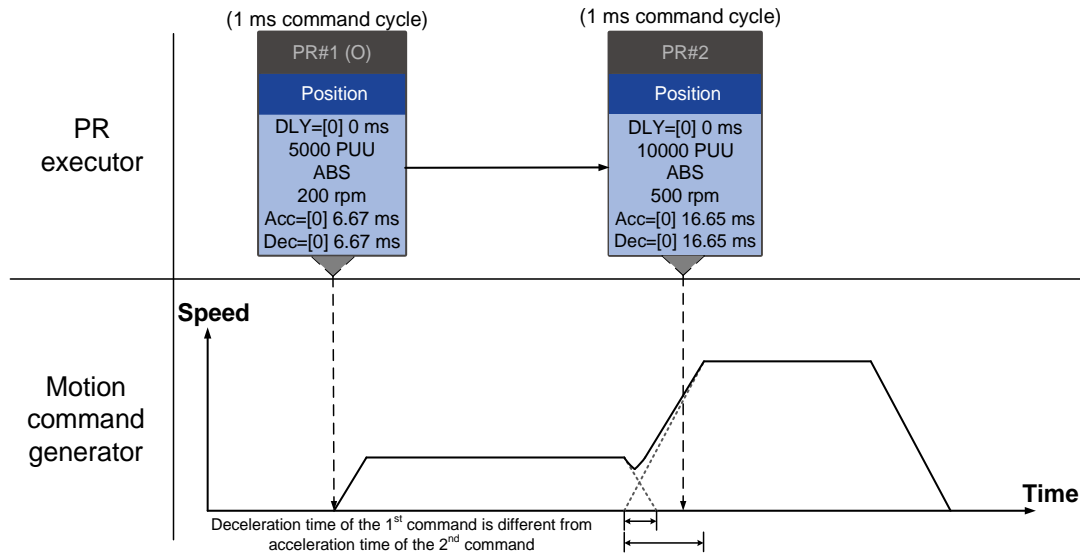 (1 ms command cycle)
(1 ms command cycle)
PR#1 (O)
PR#2
Position
Position
PR
executor
DLY=[0] 0 ms
5000 PUU
ABS
200 rpm
Acc=[0] 6.67 ms
Dec=[0] 6.67 ms
DLY=[0] 0 ms
10000 PUU
ABS
500 rpm
Acc=[0] 16.65 ms
Dec=[0] 16.65 ms
Speed
Motion
command
generator
Time
Deceleration time of the 1st command is different from
acceleration time of the 2nd command